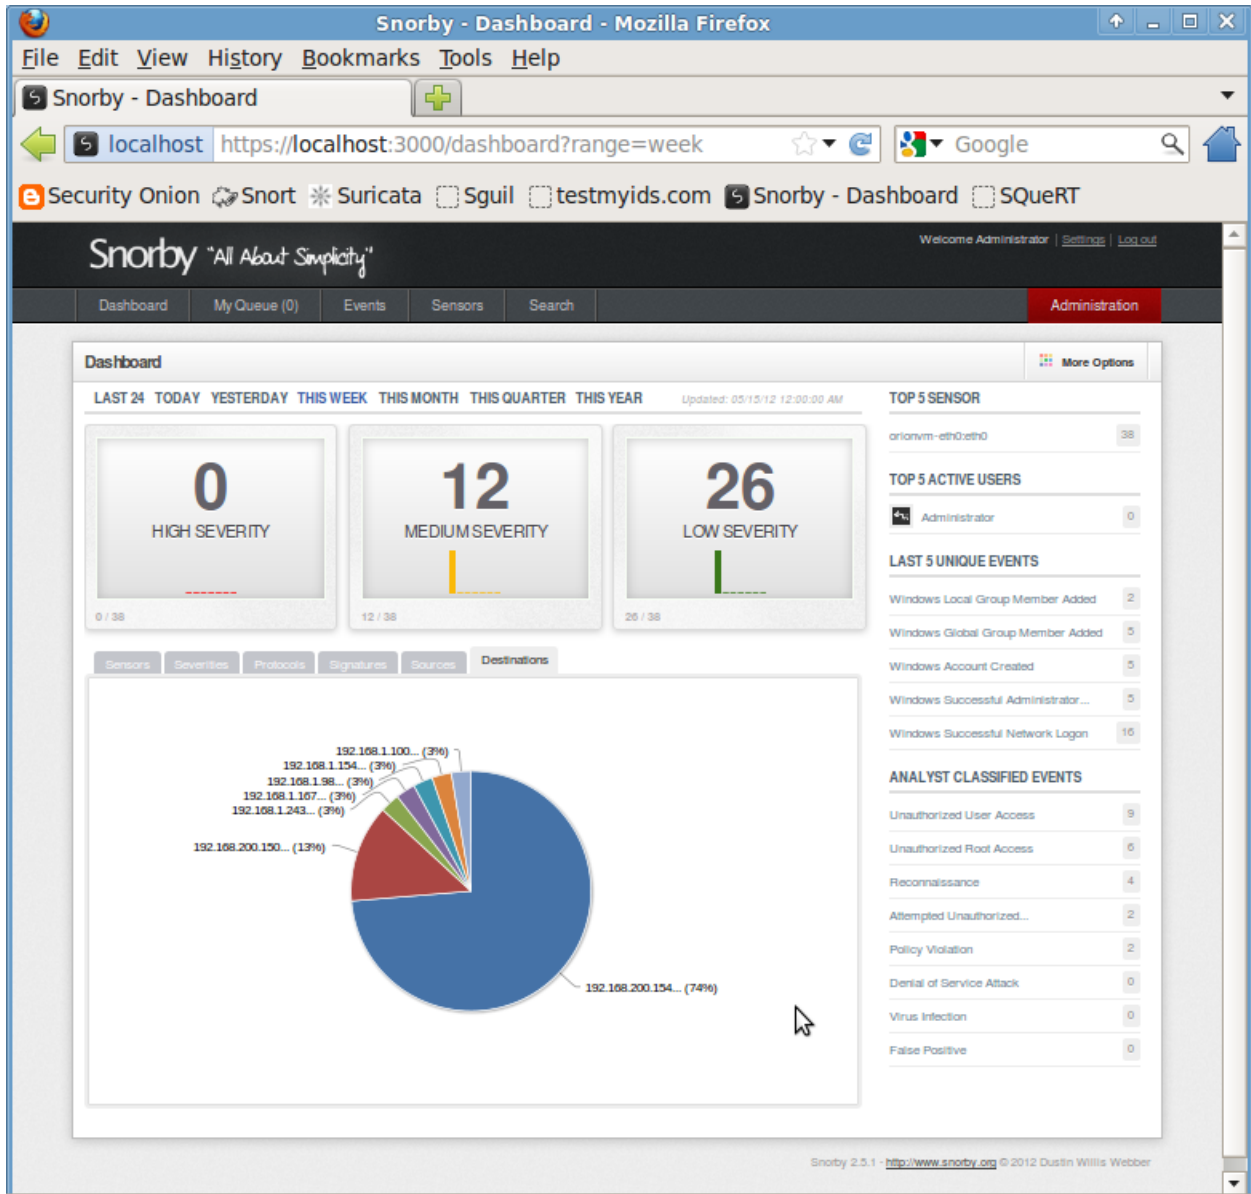 Snorby - Dashboard - Mozilla Firefox
File Edit View History Bookmarks Tools Help
Snorby - Dashboard
localhost https://localhost:3000/dashboard?range=week
Google
Security Onion Snort Suricata Sguil testmyids.com Snorby - Dashboard SQueRT
Snorby "All About Simplicity"
Welcome Administrator | Settings | Log out
Dashboard My Queue (0) Events Sensors Search Administration
Dashboard
More Options
LAST 24 TODAY YESTERDAY THIS WEEK THIS MONTH THIS QUARTER THIS YEAR
Updated: 05/15/12 12:00:00 AM
0
HIGH SEVERITY
0 / 38
12
MEDIUM SEVERITY
12 / 38
26
LOW SEVERITY
26 / 38
Sensors Severities Protocols Signatures Sources Destinations
192.168.1.100... (3%)
192.168.1.154... (3%)
192.168.1.98... (3%)
192.168.1.167... (3%)
192.168.1.243... (3%)
192.168.200.150... (13%)
192.168.200.154... (74%)
TOP 5 SENSOR
orionvm-eth0:eth0 38
TOP 5 ACTIVE USERS
Administrator 0
LAST 5 UNIQUE EVENTS
Windows Local Group Member Added 2
Windows Global Group Member Added 5
Windows Account Created 5
Windows Successful Administrator... 5
Windows Successful Network Logon 16
ANALYST CLASSIFIED EVENTS
Unauthorized User Access 9
Unauthorized Root Access 6
Reconnaissance 4
Attempted Unauthorized... 2
Policy Violation 2
Denial of Service Attack 0
Virus Infection 0
False Positive 0
Snorby 2.5.1 - http://www.snorby.org © 2012 Dustin Willis Webber